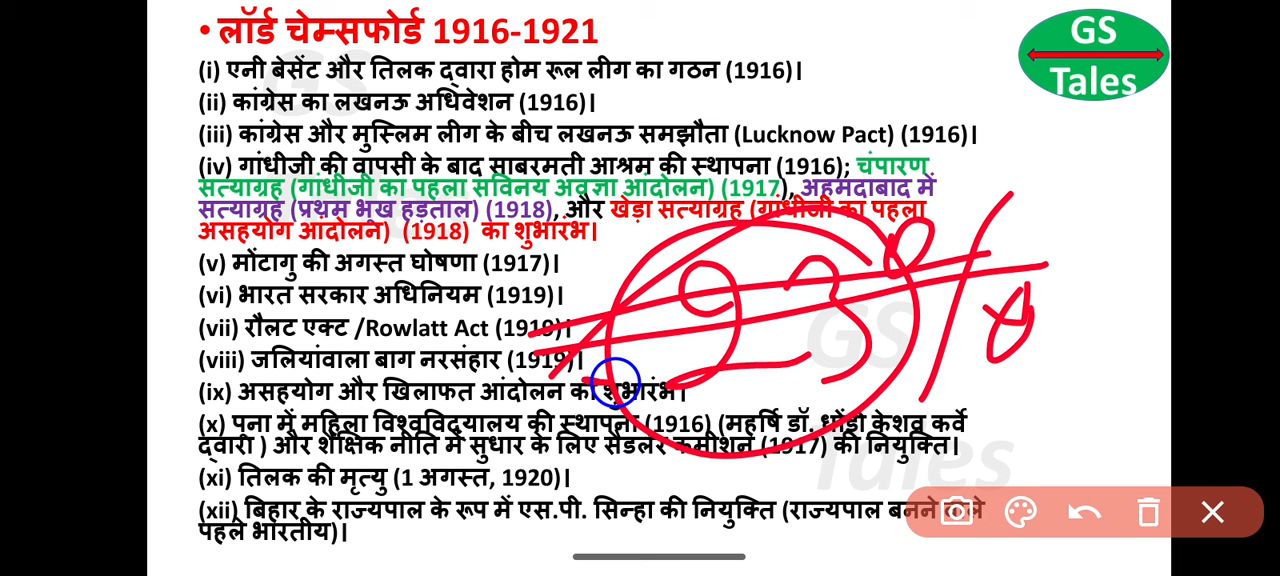 • लॉर्ड चेम्सफोर्ड 1916-1921
GS
Tales
(i) एनी बेसेंट और तिलक द्वारा होम रूल लीग का गठन (1916)।
(ii) कांग्रेस का लखनऊ अधिवेशन (1916)।
(iii) कांग्रेस और मुस्लिम लीग के बीच लखनऊ समझौता (Lucknow Pact) (1916)।
(iv) गांधीजी की वापसी के बाद साबरमती आश्रम की स्थापना (1916); चंपारण
सत्याग्रह (गांधीजी का पहला सविनय अवज्ञा आंदोलन) (1917), अहमदाबाद में
सत्याग्रह (प्रथम भूख हड़ताल) (1918), और खेड़ा सत्याग्रह (गांधीजी का पहला
असहयोग आंदोलन) (1918) का शुभारंभ।
(v) मोंटागु की अगस्त घोषणा (1917)।
(vi) भारत सरकार अधिनियम (1919)।
(vii) रौलट एक्ट /Rowlatt Act (1919)।
(viii) जलियांवाला बाग नरसंहार (1919)।
(ix) असहयोग और खिलाफत आंदोलन का शुभारंभ।
(x) पूना में महिला विश्वविद्यालय की स्थापना (1916) (महर्षि डॉ. धोंडो केशव कर्वे
द्वारा ) और शैक्षिक नीति में सुधार के लिए सैडलर कमीशन (1917) की नियुक्ति।
(xi) तिलक की मृत्यु (1 अगस्त, 1920)।
(xii) बिहार के राज्यपाल के रूप में एस.पी. सिन्हा की नियुक्ति (राज्यपाल बनने वाले
पहले भारतीय)।
GS
Tales